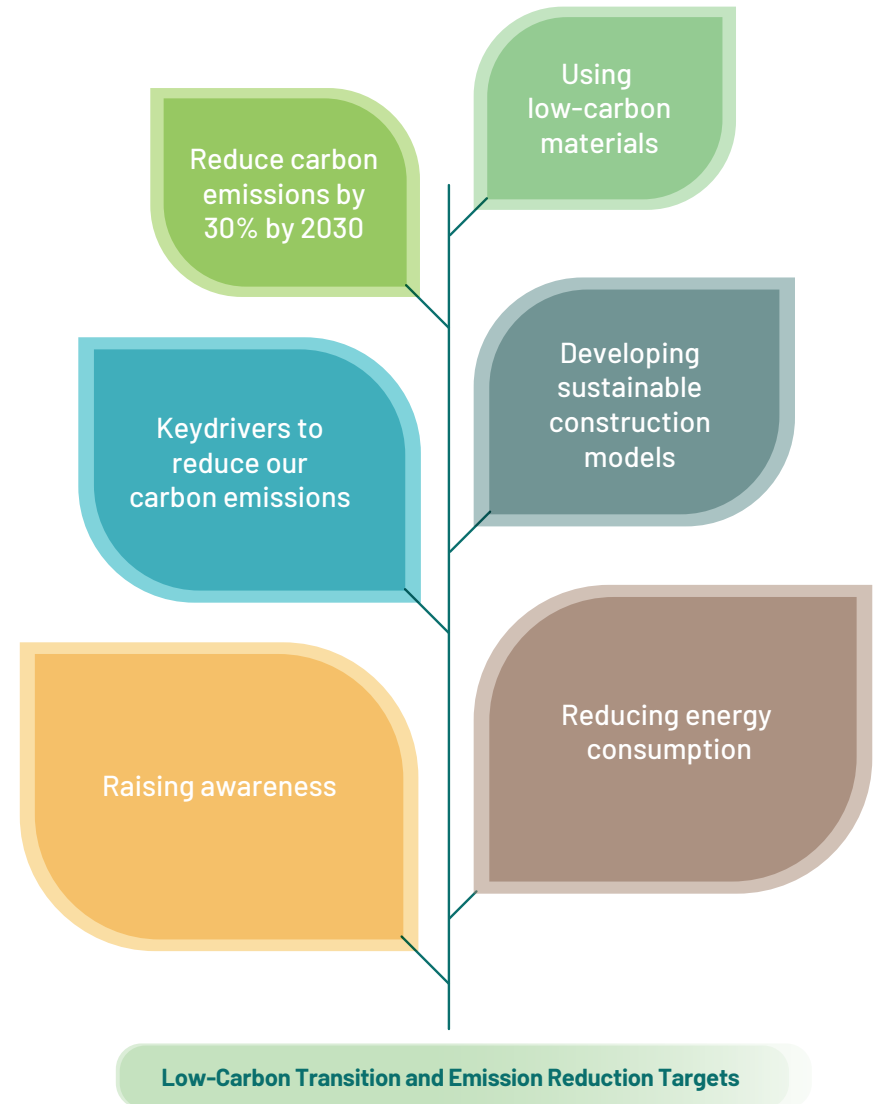 Using
low-carbon
materials
Reduce carbon
emissions by
30% by 2030
Developing
sustainable
construction
models
Keydrivers to
reduce our
carbon emissions
Reducing energy
consumption
Raising awareness
Low-Carbon Transition and Emission Reduction Targets